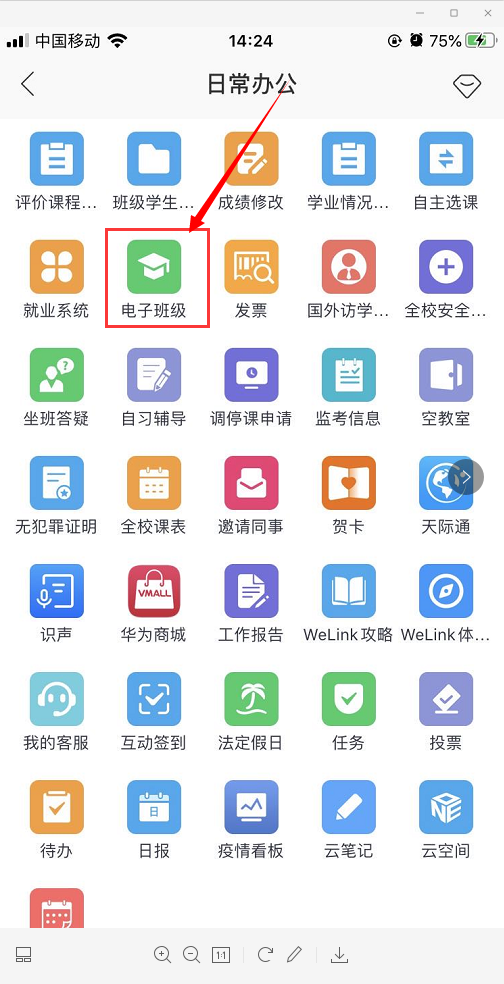 中国移动
14:24
75%
日常办公
评价课程...
班级学生...
成绩修改
学业情况...
自主选课
就业系统
电子班级
发票
国外访学...
全校安全...
坐班答疑
自习辅导
调停课申请
监考信息
空教室
无犯罪证明
全校课表
邀请同事
贺卡
天际通
VMALL
识声
华为商城
工作报告
WeLink攻略
WeLink体...
我的客服
互动签到
法定假日
任务
投票
日
NE
待办
日报
疫情看板
云笔记
云空间
1:1